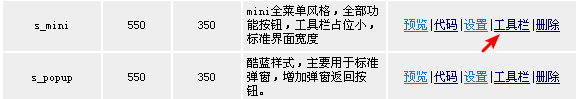 s_mini 550 350 mini全菜单风格，全部功
能按钮，工具栏占位小，
标准界面宽度 预览|代码|设置|工具栏|删除
s_popup 550 350 酷蓝样式，主要用于标准
弹窗，增加弹窗返回按
钮。 预览|代码|设置|工具栏|删除